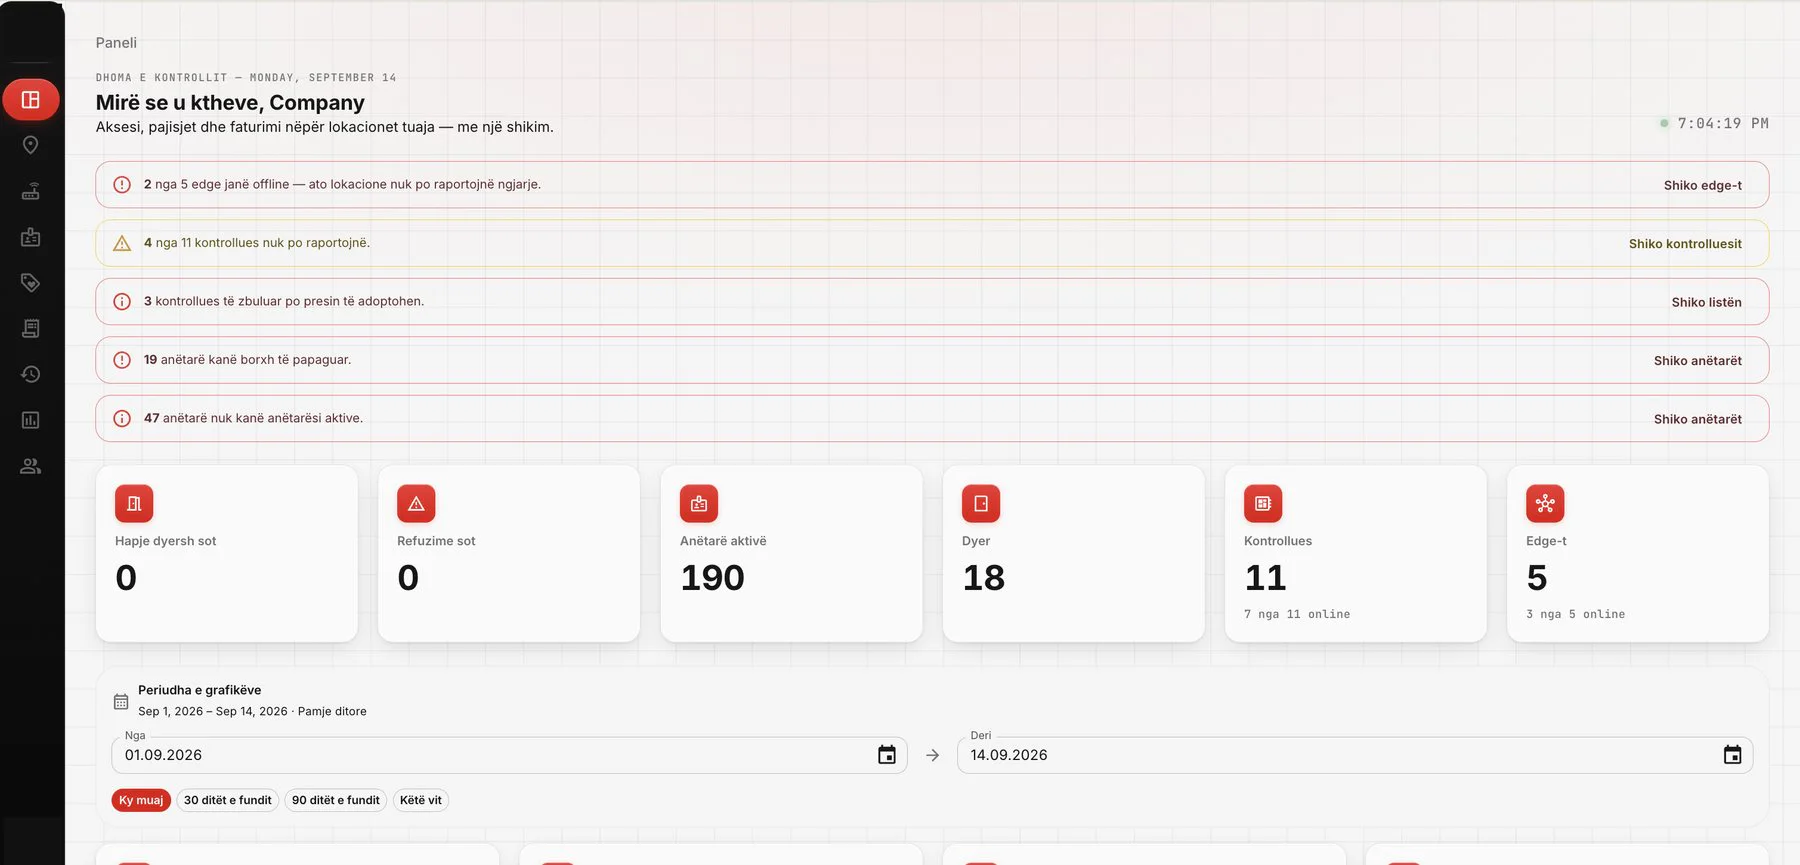 Paneli
DHOMA E KONTROLLIT — MONDAY, SEPTEMBER 14
Mirë se u ktheve, Company
Aksesi, pajisjet dhe faturimi nëpër lokacionet tuaja — me një shikim.
7:04:19 PM
2 nga 5 edge janë offline — ato lokacione nuk po raportojnë ngjarje.
Shiko edge-t
4 nga 11 kontrollues nuk po raportojnë.
Shiko kontrolluesit
3 kontrollues të zbuluar po presin të adoptohen.
Shiko listën
19 anëtarë kanë borxh të papaguar.
Shiko anëtarët
47 anëtarë nuk kanë anëtarësi aktive.
Shiko anëtarët
Hapje dyersh sot
0
Refuzime sot
0
Anëtarë aktivë
190
Dyer
18
Kontrollues
11
7 nga 11 online
Edge-t
5
3 nga 5 online
Periudha e grafikëve
Sep 1, 2026 – Sep 14, 2026 · Pamje ditore
Nga
01.09.2026
Deri
14.09.2026
Ky muaj
30 ditët e fundit
90 ditët e fundit
Këtë vit